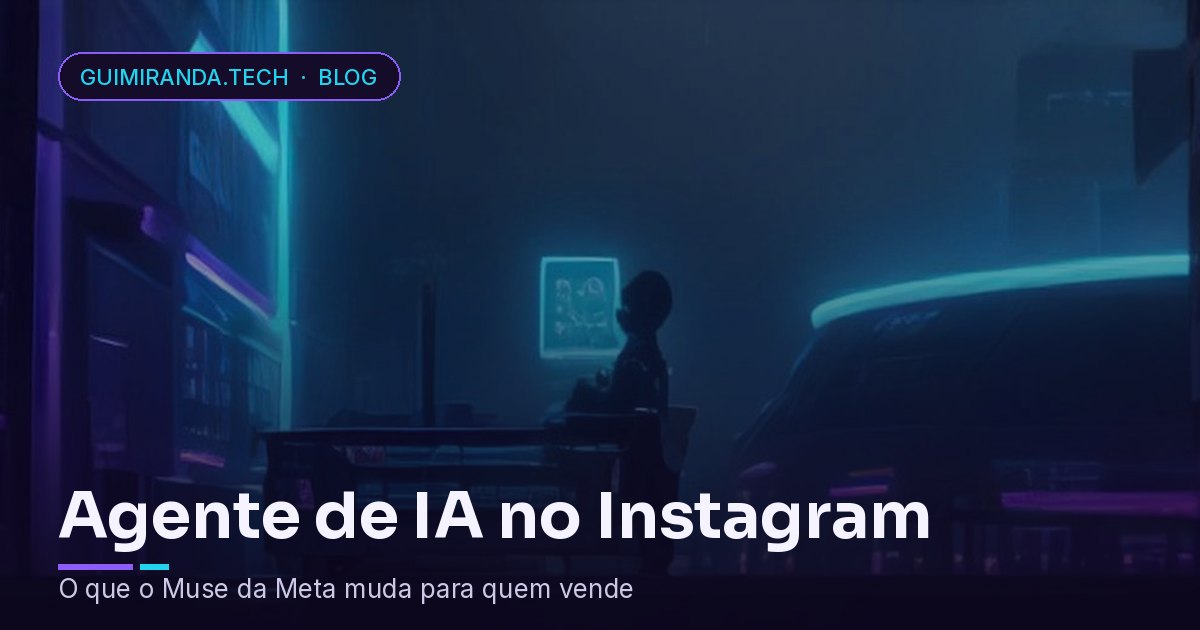 GUIMIRANDA.TECH · BLOG
Agente de IA no Instagram
O que o Muse da Meta muda para quem vende